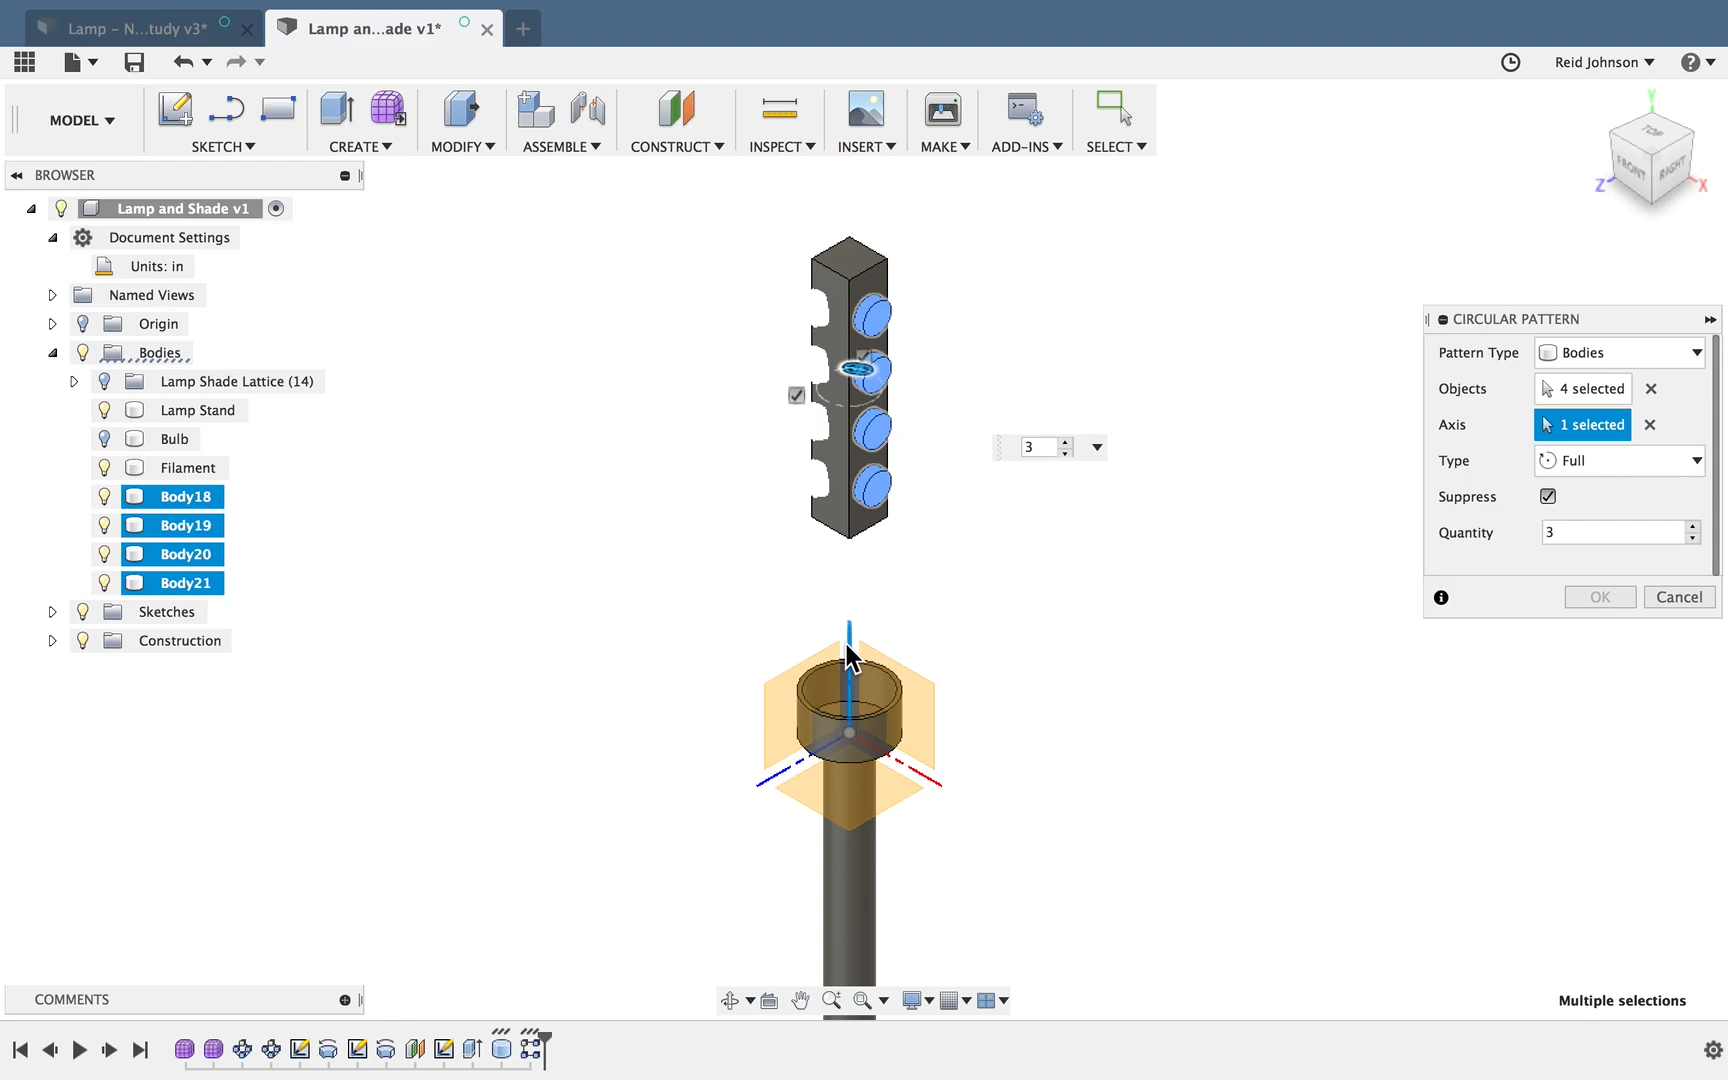 Lamp – N...tudy v3*
Lamp an...ade v1*
Reid Johnson
MODEL
SKETCH
CREATE
MODIFY
ASSEMBLE
CONSTRUCT
INSPECT
INSERT
MAKE
ADD-INS
SELECT
BROWSER
Lamp and Shade v1
Document Settings
Units: in
Named Views
Origin
Bodies
Lamp Shade Lattice (14)
Lamp Stand
Bulb
Filament
Body18
Body19
Body20
Body21
Sketches
Construction
Y
TOP
FRONT
RIGHT
Z
X
3
CIRCULAR PATTERN
Pattern Type Bodies
Objects 4 selected
Axis 1 selected
Type Full
Suppress
Quantity 3
OK Cancel
COMMENTS
Multiple selections